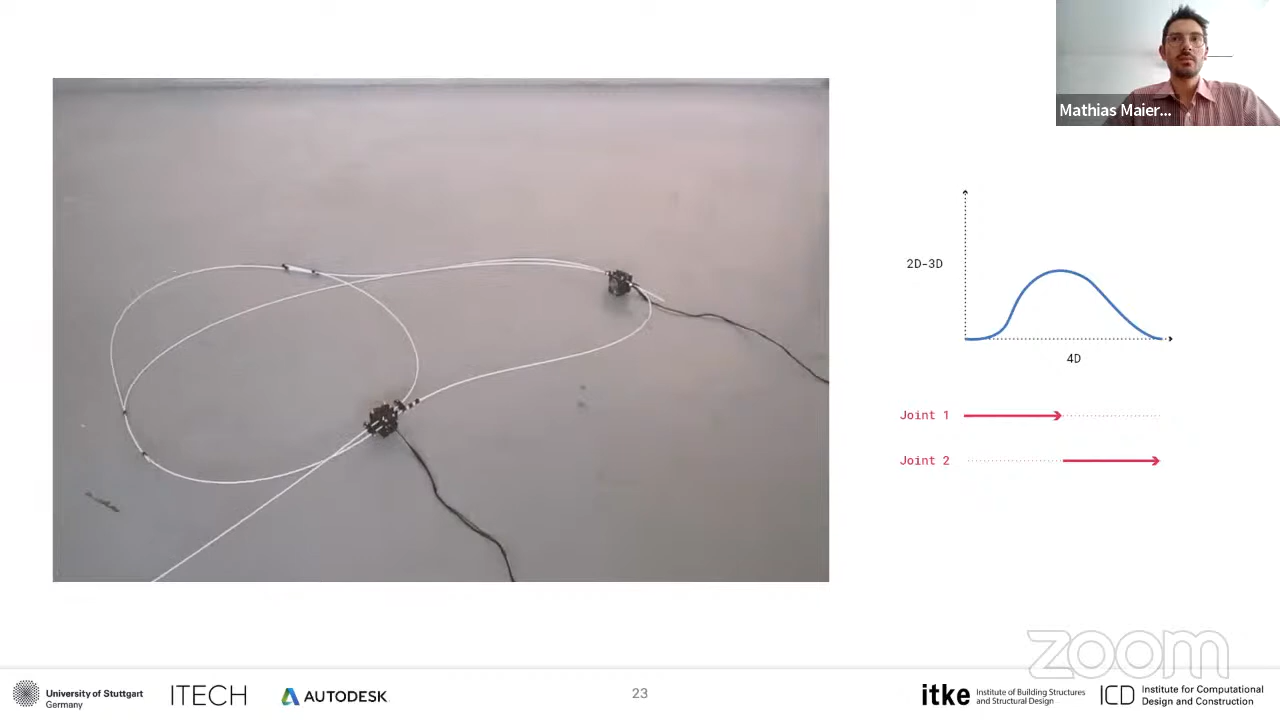 Mathias Maier...
2D-3D
4D
Joint 1
Joint 2
zoom
University of Stuttgart
Germany
ITECH
AUTODESK
23
itke
Institute of Building Structures
and Structural Design
ICD
Institute for Computational
Design and Construction